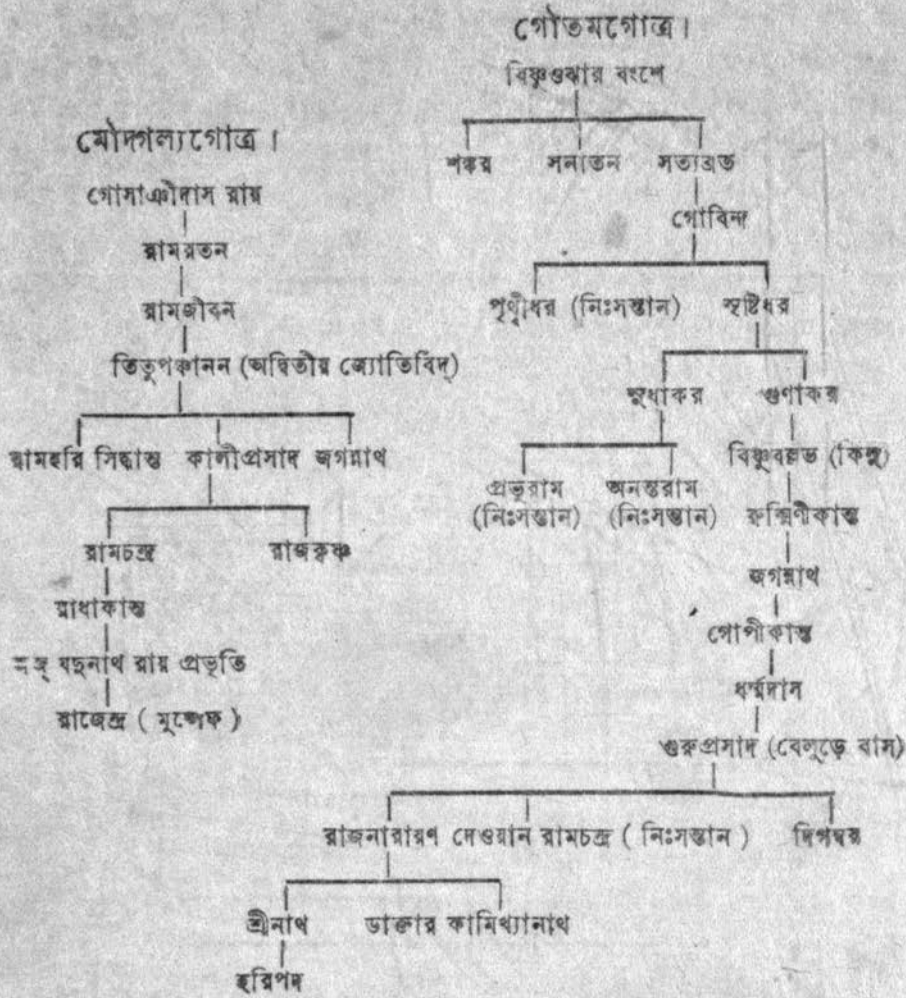 গৌতমগোত্র।
বিষ্ণুওঝার বংশে
শঙ্কর সনাতন সত্যব্রত
গোবিন্দ
পৃথ্বীধর (নিঃসন্তান) সৃষ্টিধর
সুধাকর গুণাকর
প্রভুরাম অনন্তরাম বিষ্ণুবল্লভ (কিনু)
(নিঃসন্তান) (নিঃসন্তান) রুক্মিণীকান্ত
জগন্নাথ
গোপীকান্ত
ধর্ম্মদাস
গুরুপ্রসাদ (বেলুড়ে বাস)
রাজনারায়ণ দেওয়ান রামচন্দ্র (নিঃসন্তান) দিগম্বর
শ্রীনাথ ডাক্তার কামিখ্যানাথ
হরিপদ
মৌদ্গল্যগোত্র।
গোসাঞীদাস রায়
রামরতন
রামজীবন
তিতুপঞ্চানন (অদ্বিতীয় জ্যোতির্বিদ্)
রামহরি সিদ্ধান্ত কালীপ্রসাদ জগন্নাথ
রামচন্দ্র রাজকৃষ্ণ
রাধাকান্ত
যদুনাথ রায় প্রভৃতি
রাজেন্দ্র (মুন্সেফ)